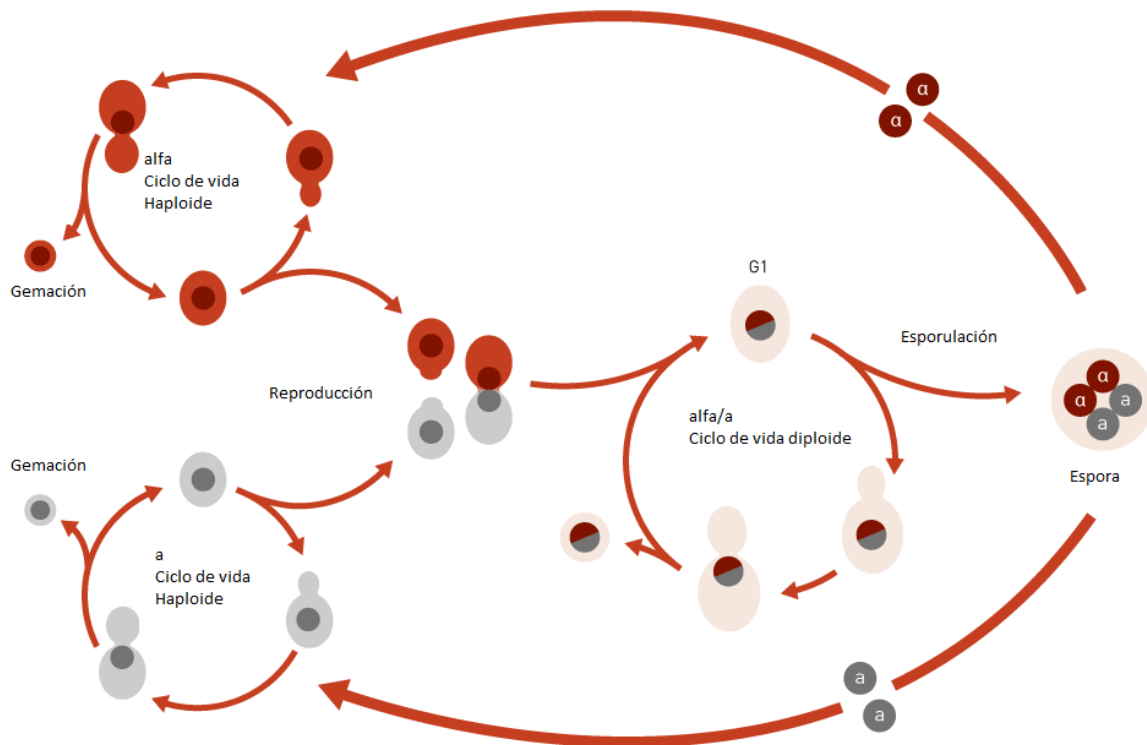 α
α
alfa
Ciclo de vida
Haploide
Gemación
G1
Esporulación
Reproducción
α
α
a
a
alfa/a
Ciclo de vida diploide
Gemación
Espora
a
Ciclo de vida
Haploide
a
a